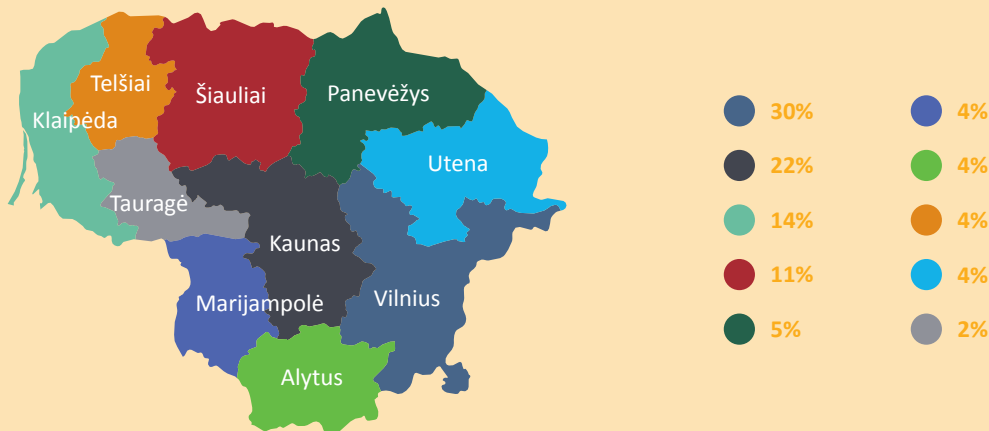 Telšiai
Šiauliai
Panevėžys
Klaipėda
Utena
Tauragė
Kaunas
Marijampolė
Vilnius
Alytus
30%
22%
14%
11%
5%
4%
4%
4%
4%
2%